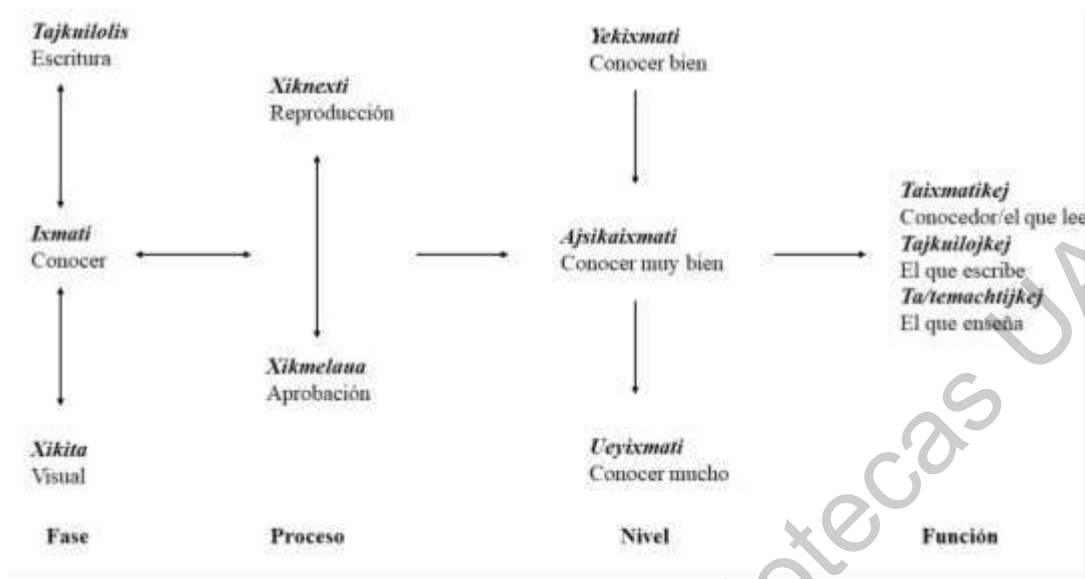 Tajkuilolis
Escritura
Ixmati
Conocer
Xikita
Visual
Fase
Xiknexti
Reproducción
Xikmelaua
Aprobación
Proceso
Yekixmati
Conocer bien
Ajsikaixmati
Conocer muy bien
Ueyixmati
Conocer mucho
Nivel
Taixmatikej
Conocedor/el que lee
Tajkuilojkej
El que escribe
Ta/temachtijkej
El que enseña
Función
otecas UA